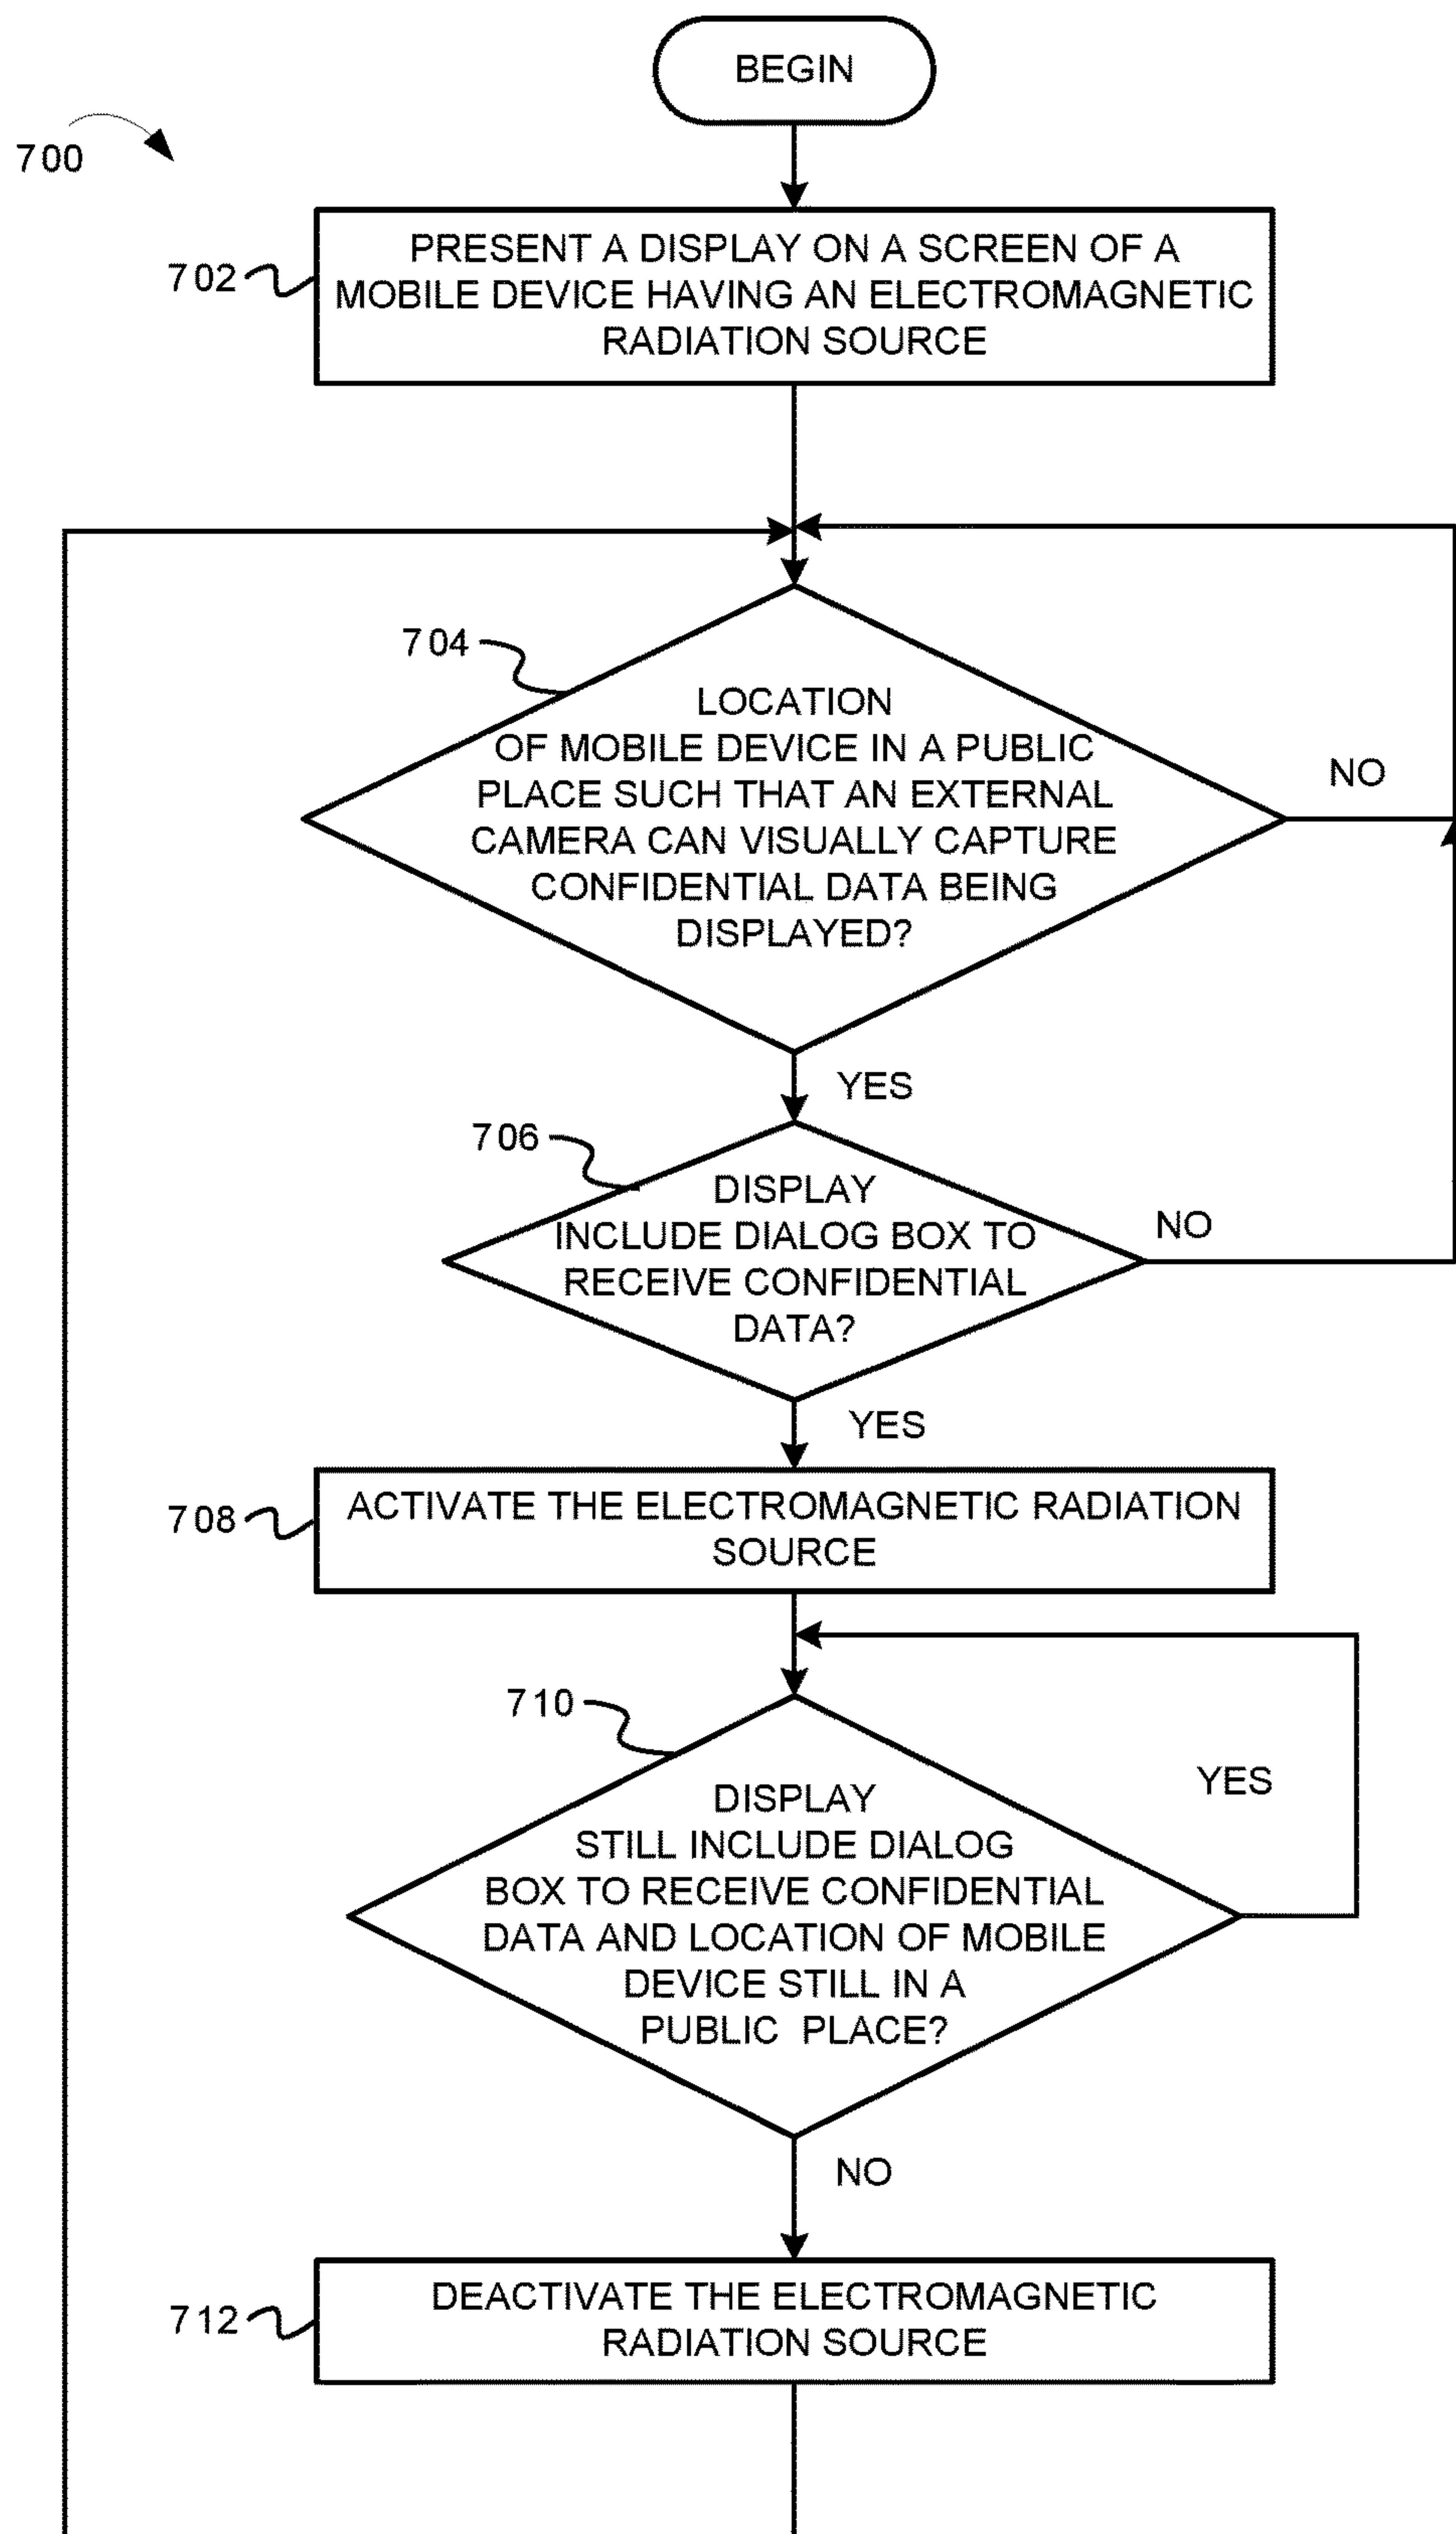 BEGIN
700
702
PRESENT A DISPLAY ON A SCREEN OF A
MOBILE DEVICE HAVING AN ELECTROMAGNETIC
RADIATION SOURCE
704
LOCATION
OF MOBILE DEVICE IN A PUBLIC
PLACE SUCH THAT AN EXTERNAL
CAMERA CAN VISUALLY CAPTURE
CONFIDENTIAL DATA BEING
DISPLAYED?
NO
YES
706
DISPLAY
INCLUDE DIALOG BOX TO
RECEIVE CONFIDENTIAL
DATA?
NO
YES
708
ACTIVATE THE ELECTROMAGNETIC RADIATION
SOURCE
710
DISPLAY
STILL INCLUDE DIALOG
BOX TO RECEIVE CONFIDENTIAL
DATA AND LOCATION OF MOBILE
DEVICE STILL IN A
PUBLIC PLACE?
YES
NO
712
DEACTIVATE THE ELECTROMAGNETIC
RADIATION SOURCE